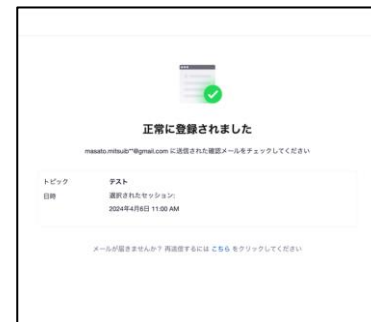 正常に登録されました
masato.mitsuib**@gmail.com に送信された確認メールをチェックしてください
トピック テスト
日時 選択されたセッション:
2024年4月6日 11:00 AM
メールが届きませんか? 再送信するには こちら をクリックしてください